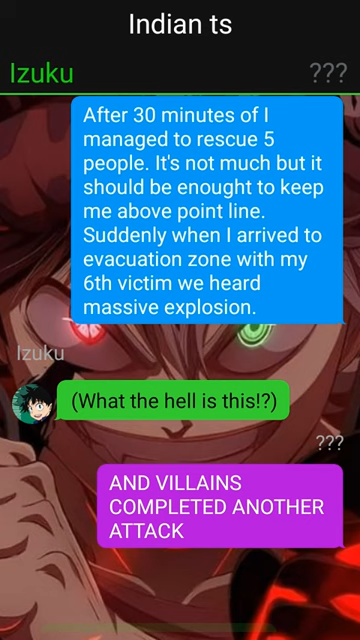 Indian ts
Izuku
???
After 30 minutes of I
managed to rescue 5
people. It's not much but it
should be enought to keep
me above point line.
Suddenly when I arrived to
evacuation zone with my
6th victim we heard
massive explosion.
Izuku
(What the hell is this!?)
???
AND VILLAINS
COMPLETED ANOTHER
ATTACK